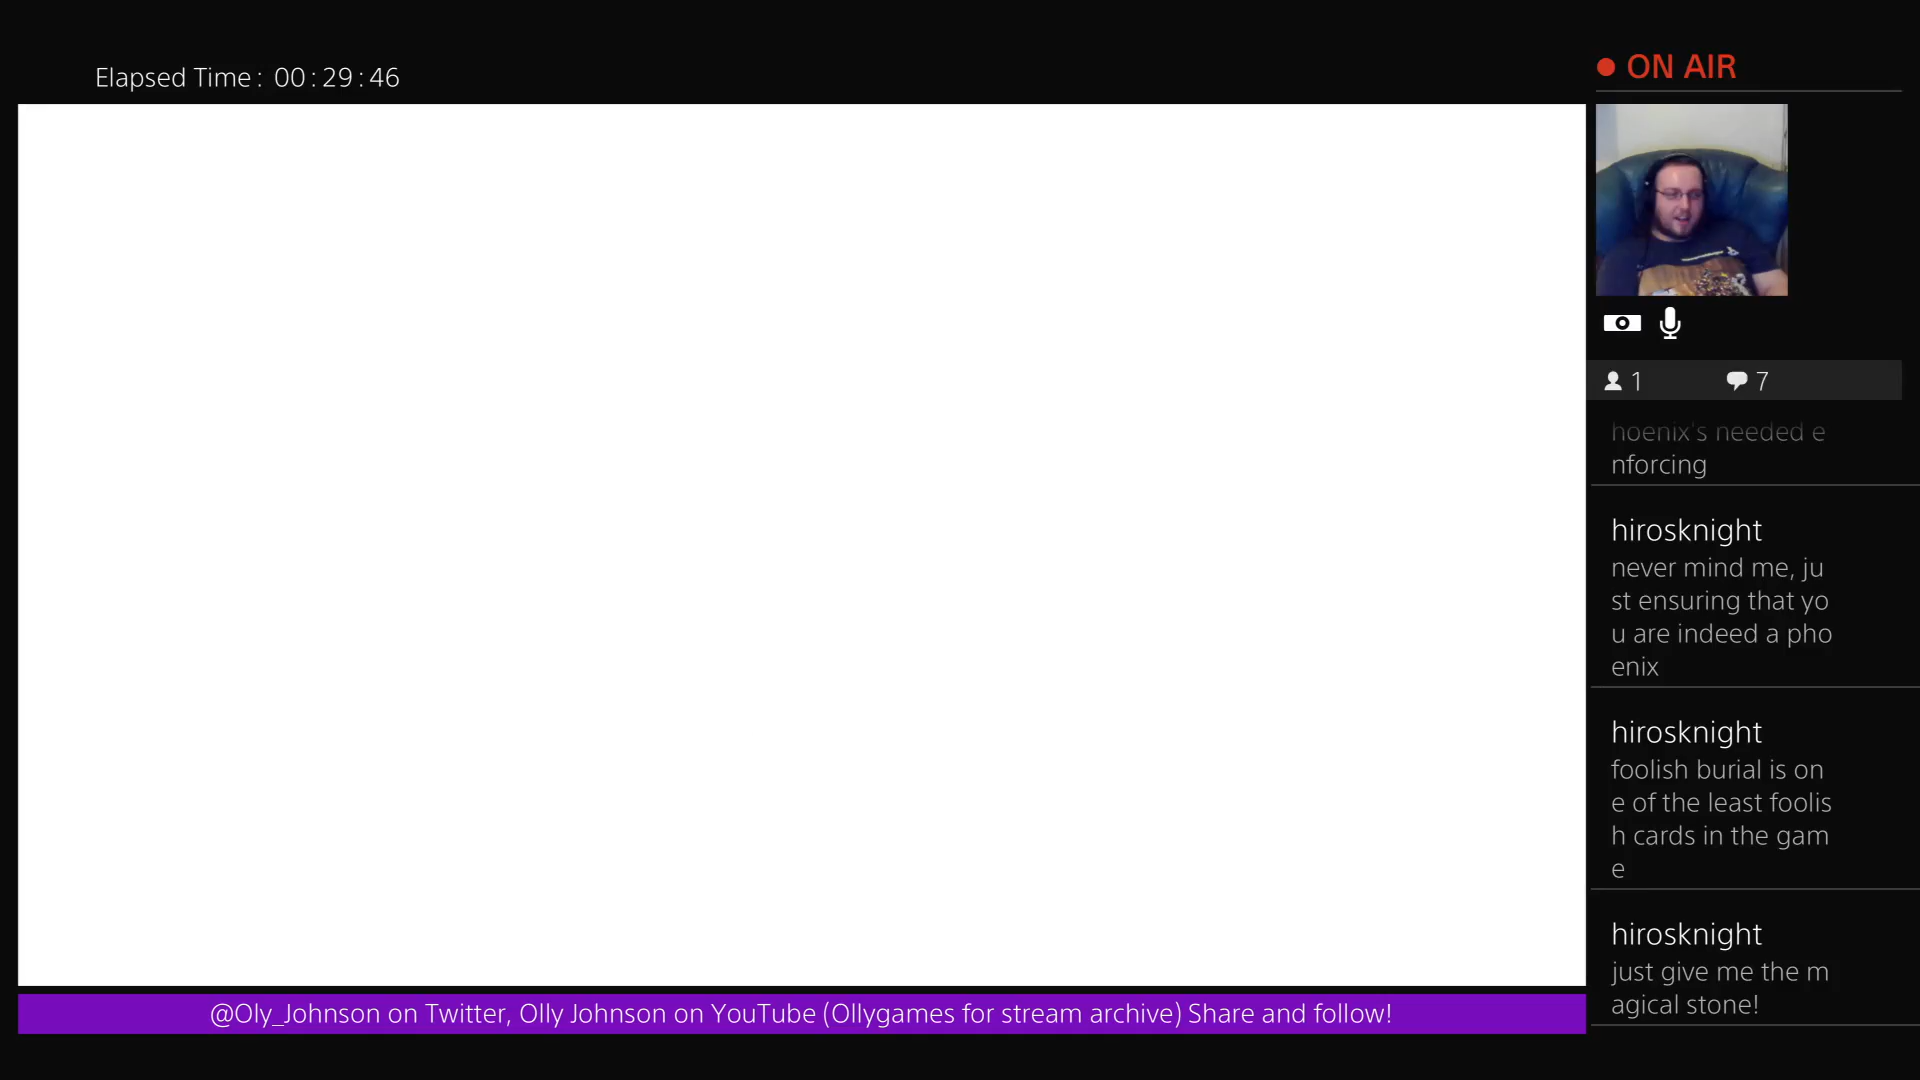 Elapsed Time: 00:29:46
ON AIR
1
7
hoenix's needed e
nforcing
hirosknight
never mind me, ju
st ensuring that yo
u are indeed a pho
enix
hirosknight
foolish burial is on
e of the least foolis
h cards in the gam
e
hirosknight
just give me the m
agical stone!
@Oly_Johnson on Twitter, Olly Johnson on YouTube (Ollygames for stream archive) Share and follow!